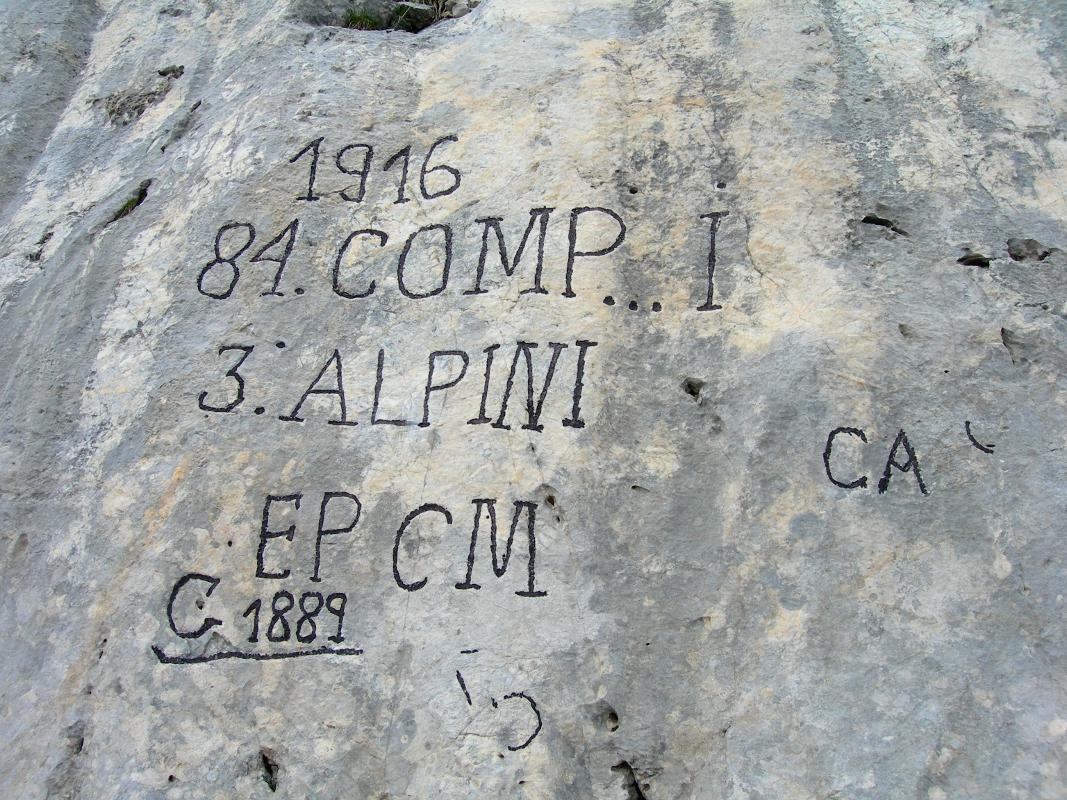 1916
84. COMP... I
3. ALPINI
CA
EP CM
C 1889